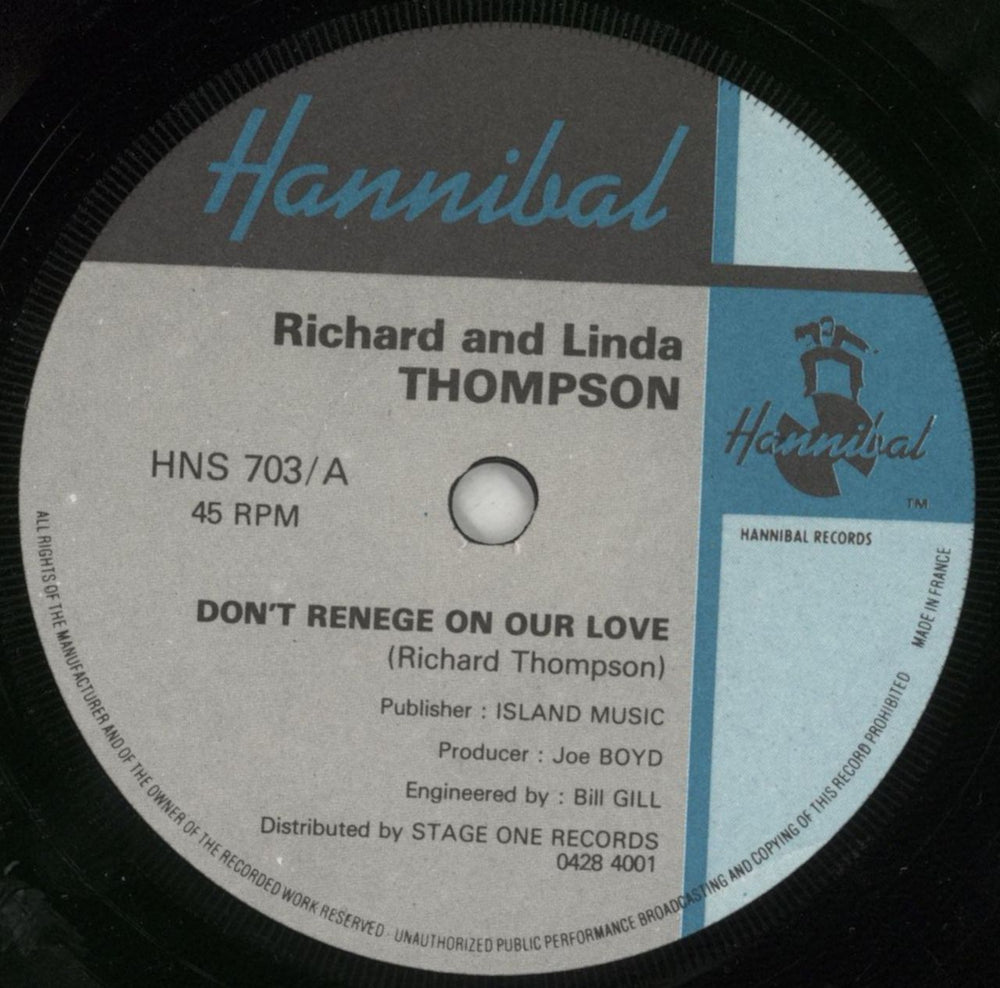 Hannibal
Richard and Linda
THOMPSON
HNS 703/A
45 RPM
Hannibal
TM
HANNIBAL RECORDS
DON'T RENEGE ON OUR LOVE
(Richard Thompson)
Publisher : ISLAND MUSIC
Producer : Joe BOYD
Engineered by : Bill GILL
Distributed by STAGE ONE RECORDS
0428 4001
ALL RIGHTS OF THE MANUFACTURER AND OF THE OWNER OF THE RECORDED WORK RESERVED - UNAUTHORIZED PUBLIC PERFORMANCE BROADCASTING AND COPYING OF THIS RECORD PROHIBITED MADE IN FRANCE